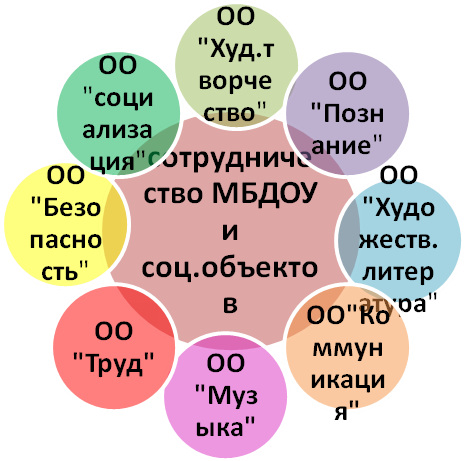 ОО
"Худ.т
ворче
ство"
ОО
"Позн
ание"
ОО
"Худо
жеств.
литер
атура"
ОО"Ко
ммун
икаци
я"
ОО
"Муз
ыка"
ОО
"Труд"
ОО
"Безо
пасно
сть"
ОО
"соци
ализа
ция"
сотрудниче
ство МБДОУ
и
соц.объекто
в